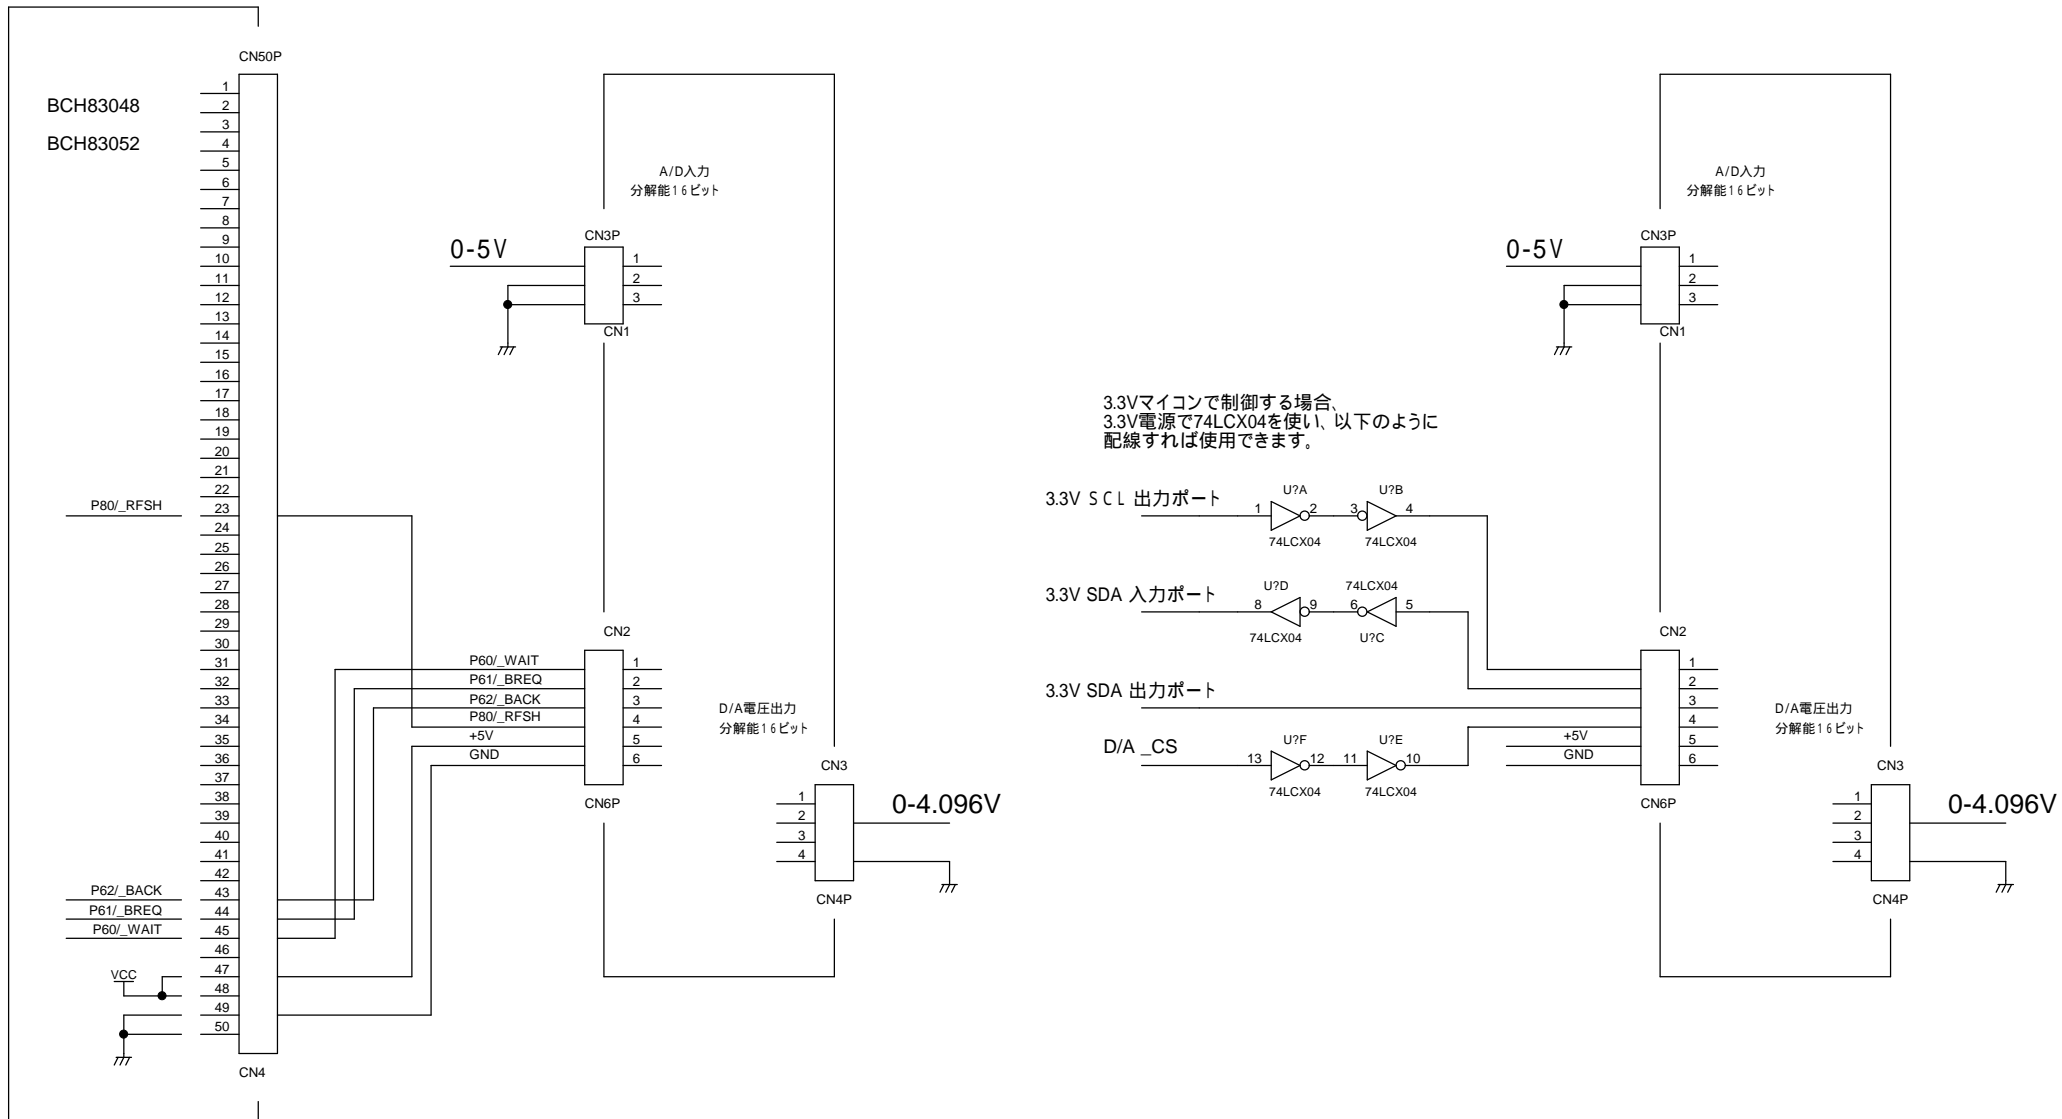 CN50P
BCH83048
BCH83052
1
2
3
4
5
6
7
8
9
10
11
12
13
14
15
16
17
18
19
20
21
22
P80/_RFSH
23
24
25
26
27
28
29
30
31
32
33
34
35
36
37
38
39
40
41
42
P62/_BACK
43
P61/_BREQ
44
P60/_WAIT
45
46
47
VCC
48
49
50
CN4
A/D入力
分解能16ビット
CN3P
0-5V
1
2
3
CN1
CN2
P60/_WAIT
1
P61/_BREQ
2
P62/_BACK
3
P80/_RFSH
4
+5V
5
GND
6
CN6P
D/A電圧出力
分解能16ビット
CN3
1
2
3
4
0-4.096V
CN4P
3.3Vマイコンで制御する場合、
3.3V電源で74LCX04を使い、以下のように
配線すれば使用できます。
3.3V SCL 出力ポート
U?A
U?B
1
2
3
4
74LCX04
74LCX04
3.3V SDA 入力ポート
U?D
74LCX04
8
9
6
5
74LCX04
U?C
3.3V SDA 出力ポート
D/A _CS
U?F
U?E
13
12
11
10
74LCX04
74LCX04
A/D入力
分解能16ビット
CN3P
0-5V
1
2
3
CN1
CN2
1
2
3
4
+5V
5
GND
6
CN6P
D/A電圧出力
分解能16ビット
CN3
1
2
3
4
0-4.096V
CN4P